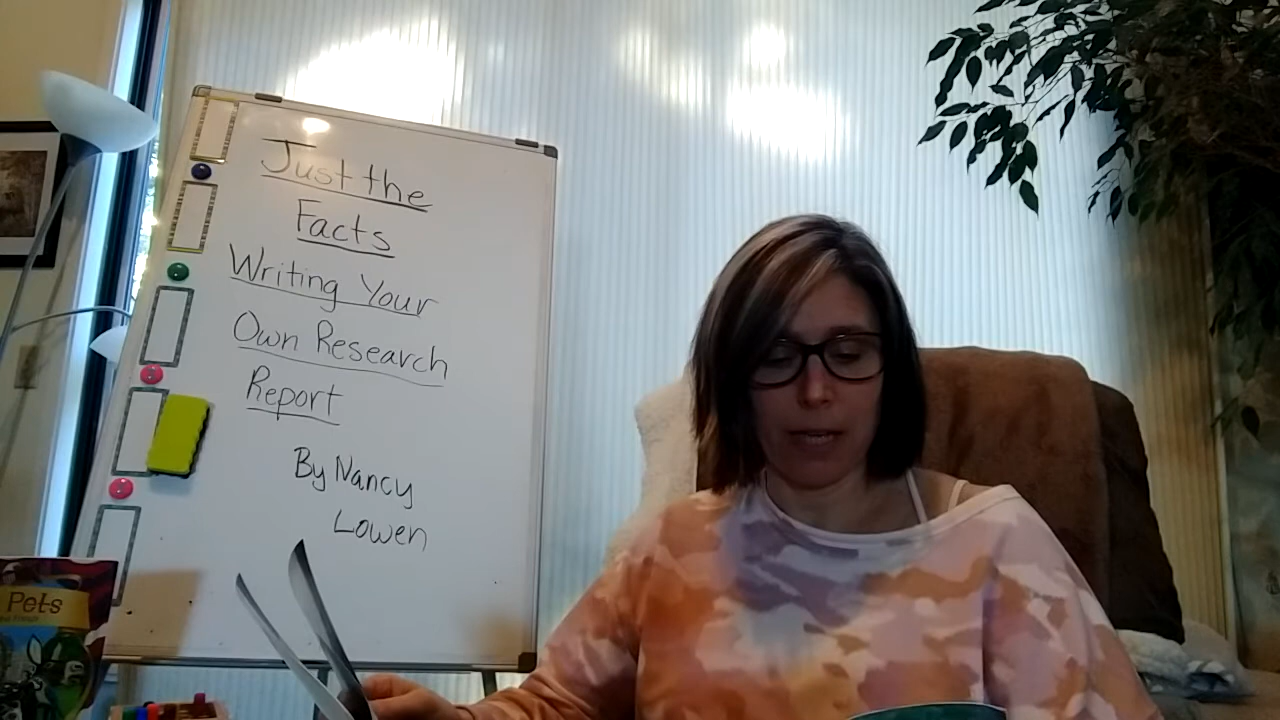 Just the
Facts
Writing Your
Own Research
Report
By Nancy
Lowen
Pets